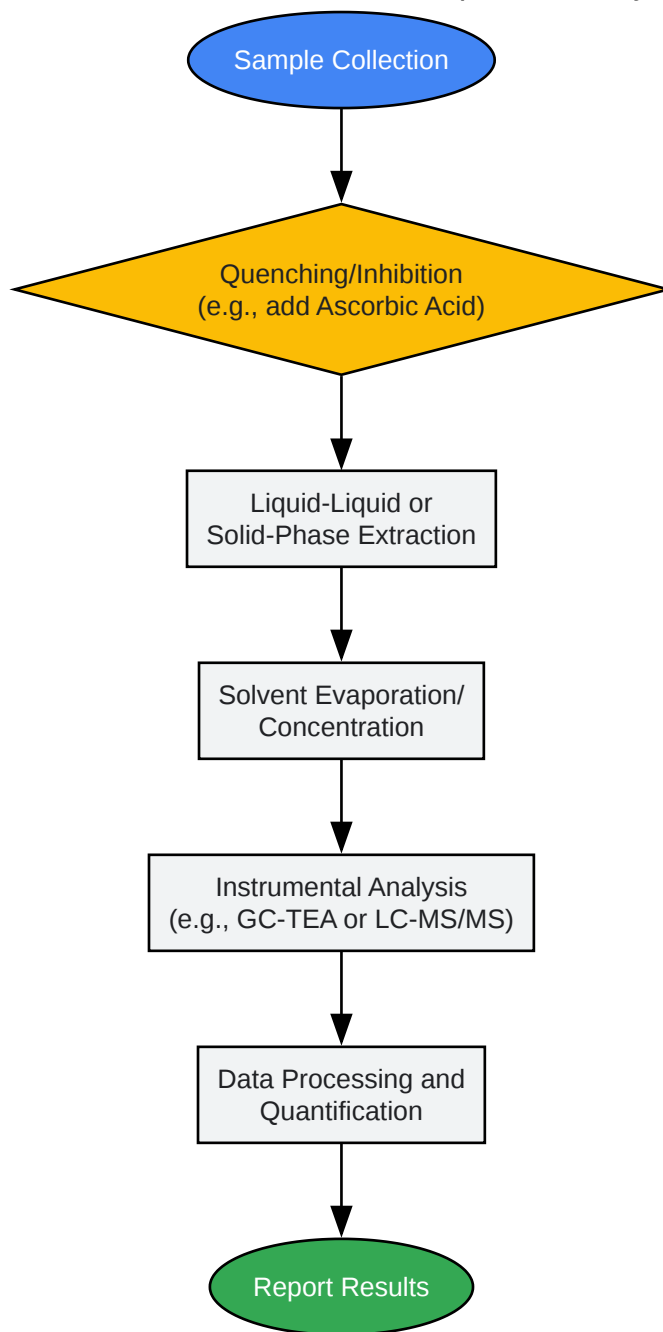 Sample Collection
Quenching/Inhibition
(e.g., add Ascorbic Acid)
Liquid-Liquid or
Solid-Phase Extraction
Solvent Evaporation/
Concentration
Instrumental Analysis
(e.g., GC-TEA or LC-MS/MS)
Data Processing and
Quantification
Report Results